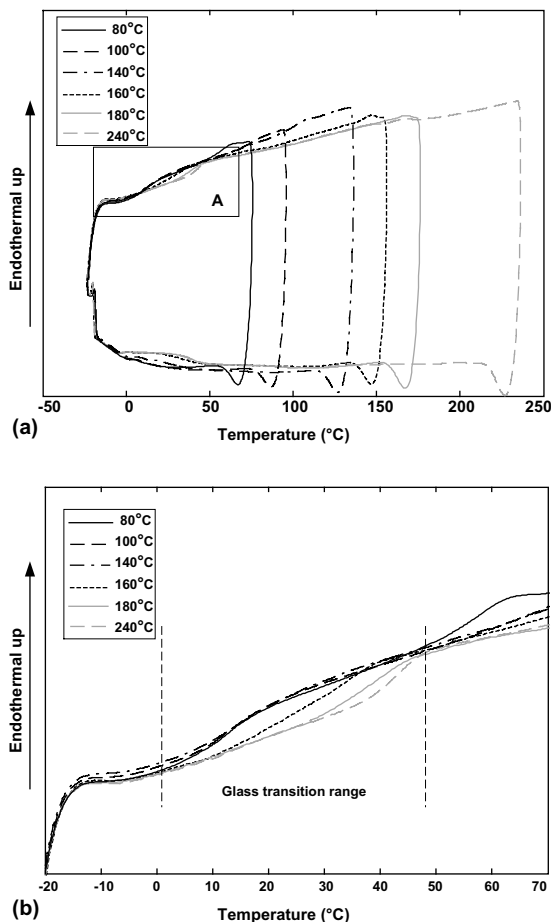 80°C
100°C
140°C
160°C
180°C
240°C
A
Endothermal up
-50 0 50 100 150 200 250
(a)
Temperature (°C)
80°C
100°C
140°C
160°C
180°C
240°C
Endothermal up
Glass transition range
-20 -10 0 10 20 30 40 50 60 70
(b)
Temperature (°C)